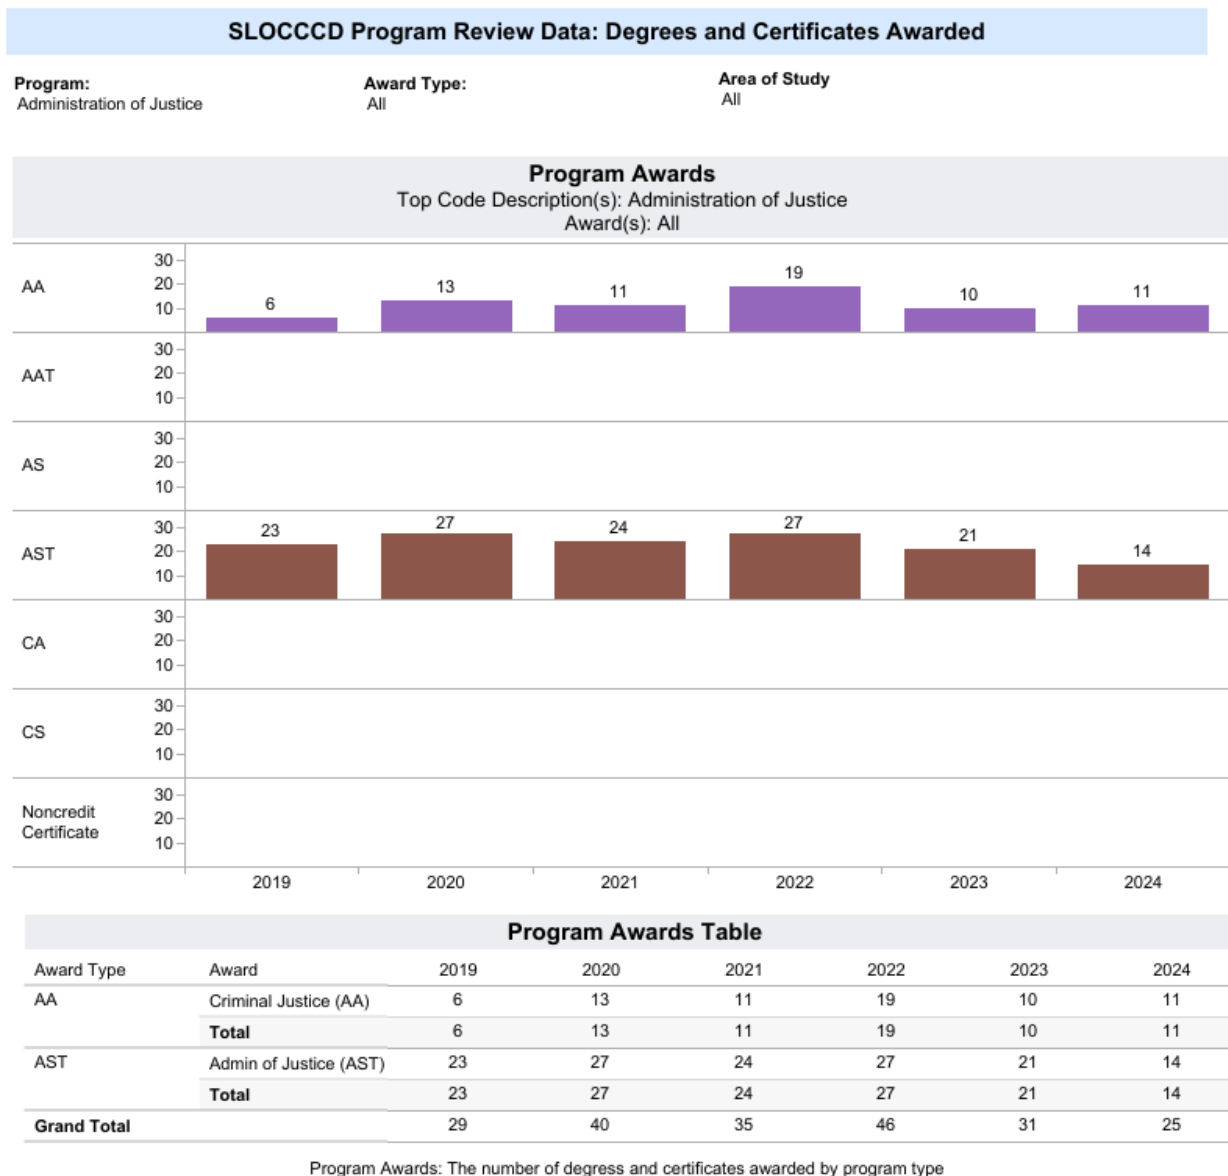 SLOCCCD Program Review Data: Degrees and Certificates Awarded
Program: Award Type: Area of Study
Administration of Justice All All
Program Awards
Top Code Description(s): Administration of Justice
Award(s): All
AA 30 20 10 6 13 11 19 10 11
AAT 30 20 10
AS 30 20 10
AST 30 20 10 23 27 24 27 21 14
CA 30 20 10
CS 30 20 10
Noncredit
Certificate 30 20 10
2019 2020 2021 2022 2023 2024
Program Awards Table
Award Type Award 2019 2020 2021 2022 2023 2024
AA Criminal Justice (AA) 6 13 11 19 10 11
Total 6 13 11 19 10 11
AST Admin of Justice (AST) 23 27 24 27 21 14
Total 23 27 24 27 21 14
Grand Total 29 40 35 46 31 25
Program Awards: The number of degress and certificates awarded by program type